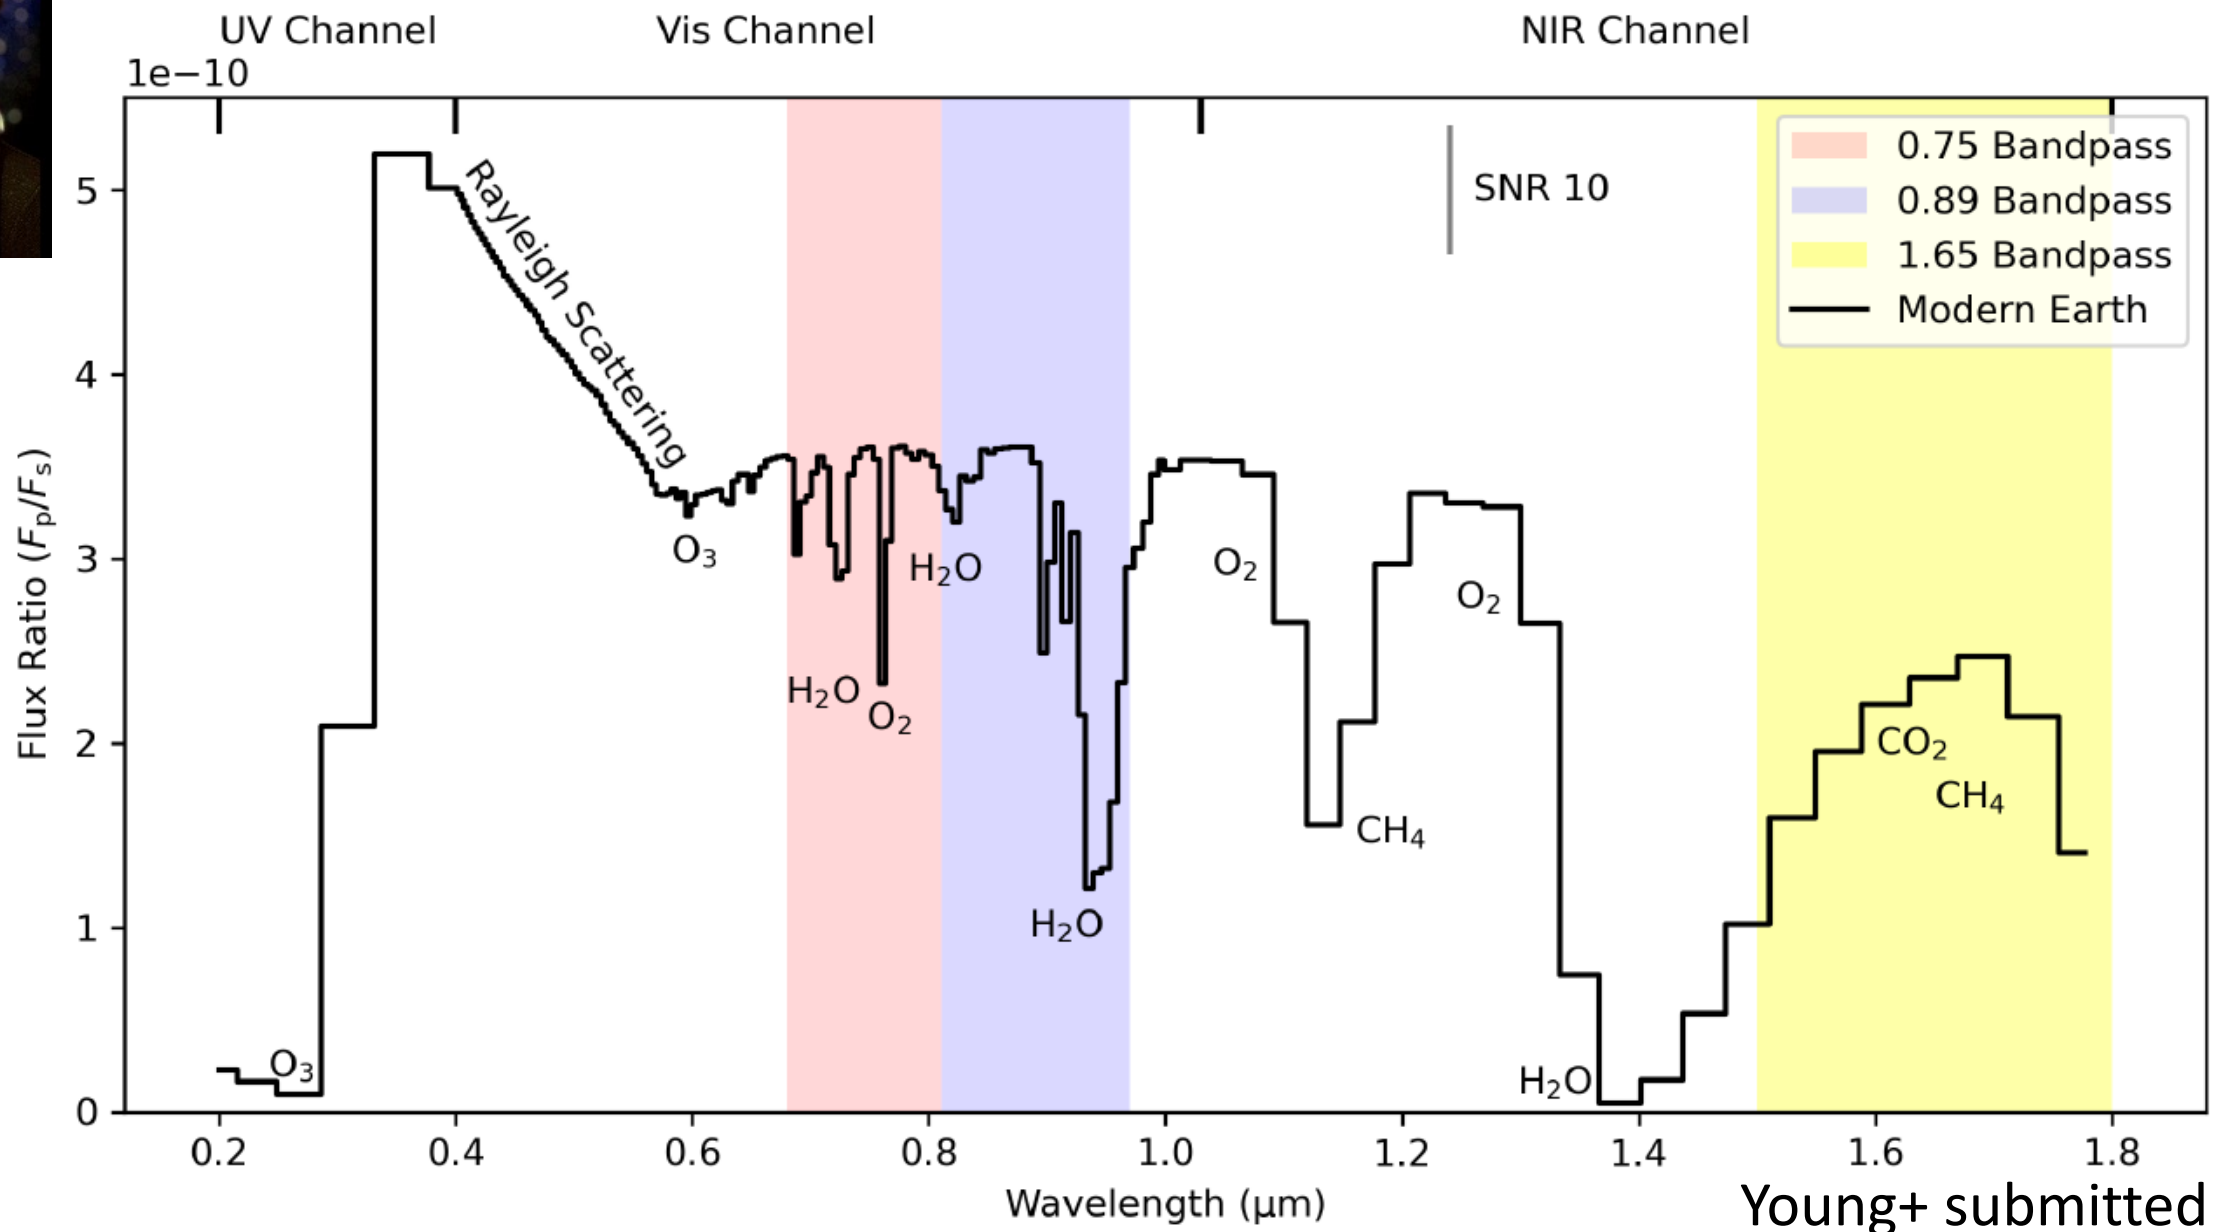 UV Channel
Vis Channel
NIR Channel
1e−10
SNR 10
0.75 Bandpass
0.89 Bandpass
1.65 Bandpass
Modern Earth
Rayleigh Scattering
5
4
3
2
1
0
Flux Ratio (Fp/Fs)
O3
H2O
O2
H2O
H2O
O2
CH4
O2
H2O
CO2
CH4
O3
0.2
0.4
0.6
0.8
1.0
1.2
1.4
1.6
1.8
Wavelength (μm)
Young+ submitted